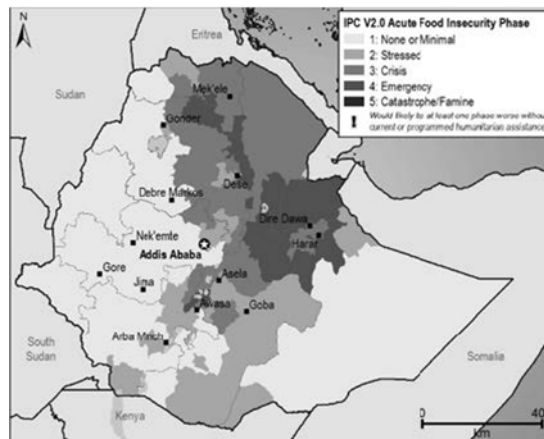 IPC V2.0 Acute Food Insecurity Phase
1: None or Minimal
2: Stressed
3: Crisis
4: Emergency
5: Catastrophe/Famine
! Would likely to at least one phase worse without
current or programmed humanitarian assistance
N
Eritrea
Sudan
Mek'ele
Gonder
Dese
Debre Markos
Dire Dawa
Nek'emte
Harar
Addis Ababa
Gore
Asela
Jima
Awasa
Goba
Arba Minch
South
Sudan
Somalia
Kenya
0 40
km